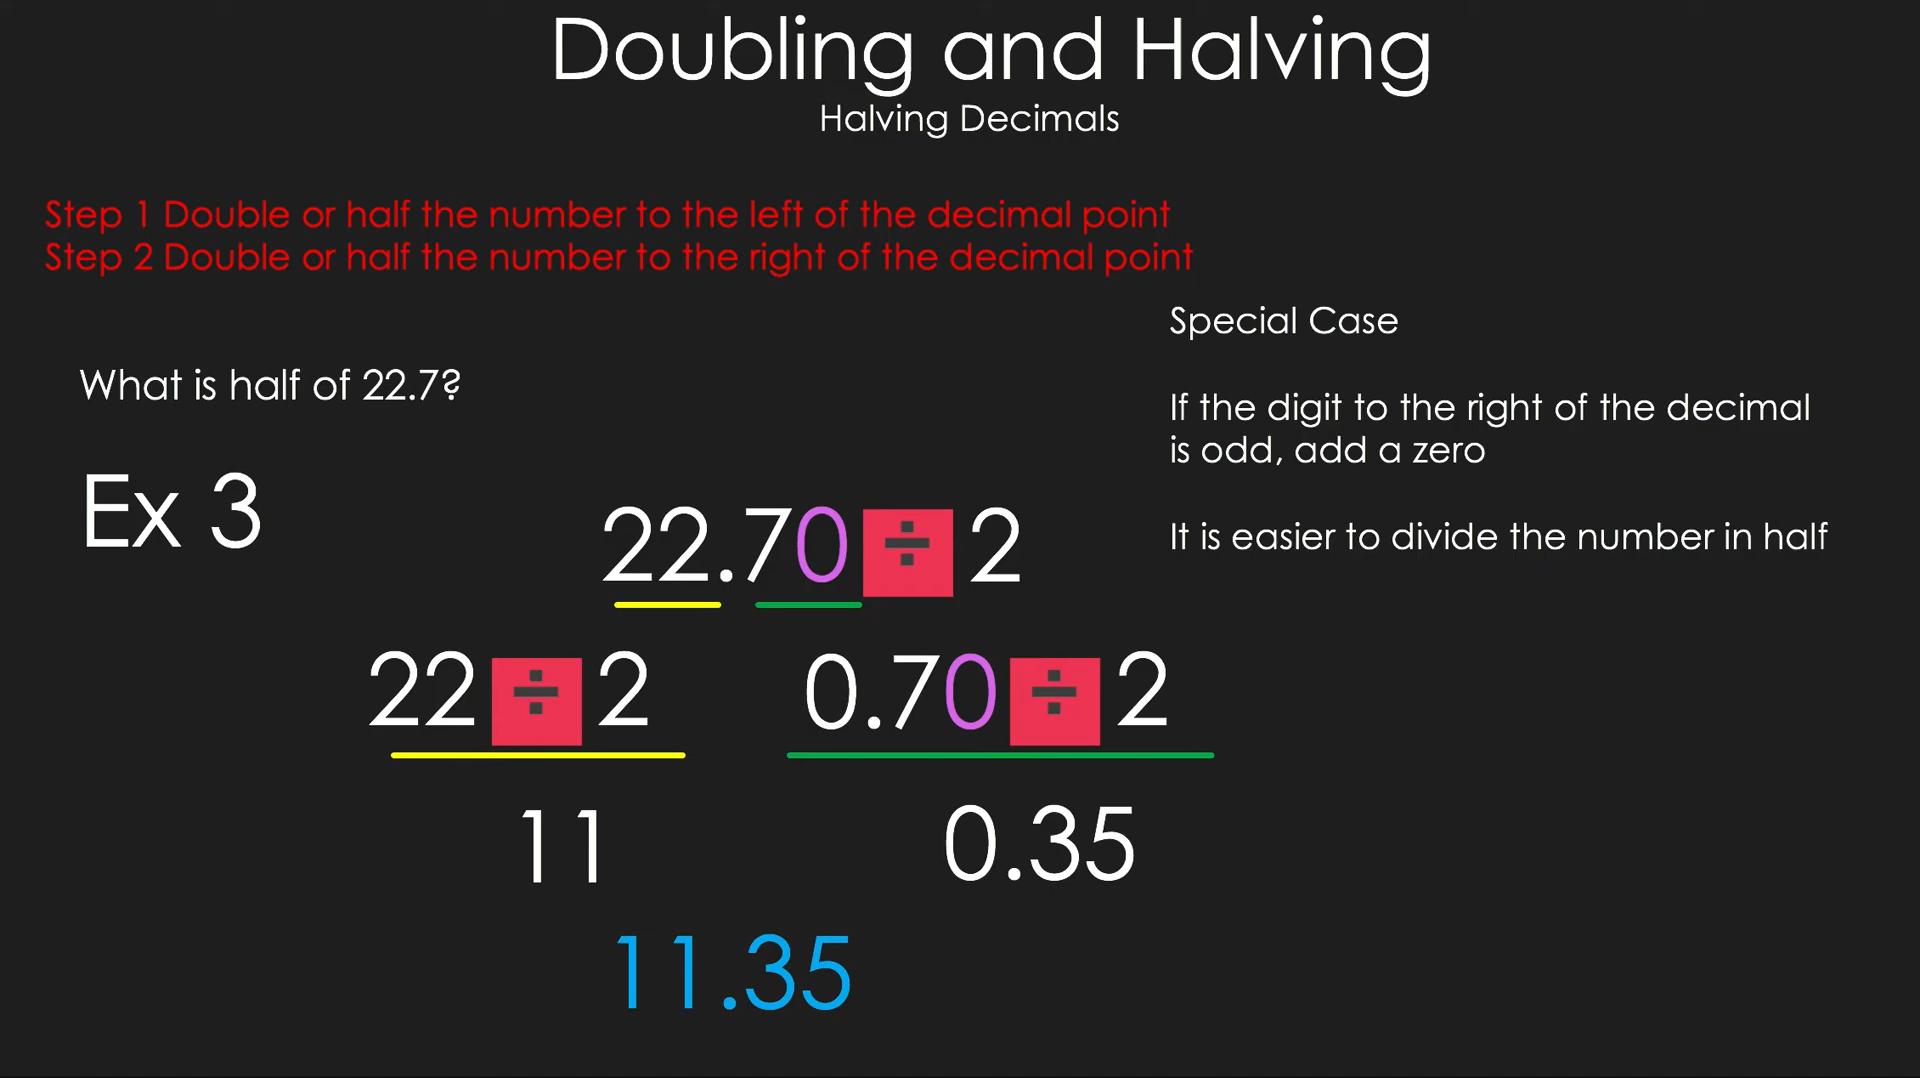 Doubling and Halving
Halving Decimals
Step 1 Double or half the number to the left of the decimal point
Step 2 Double or half the number to the right of the decimal point
Special Case
What is half of 22.7?
If the digit to the right of the decimal
is odd, add a zero
Ex 3
22.70 ÷ 2
It is easier to divide the number in half
22 ÷ 2
0.70 ÷ 2
11
0.35
11.35